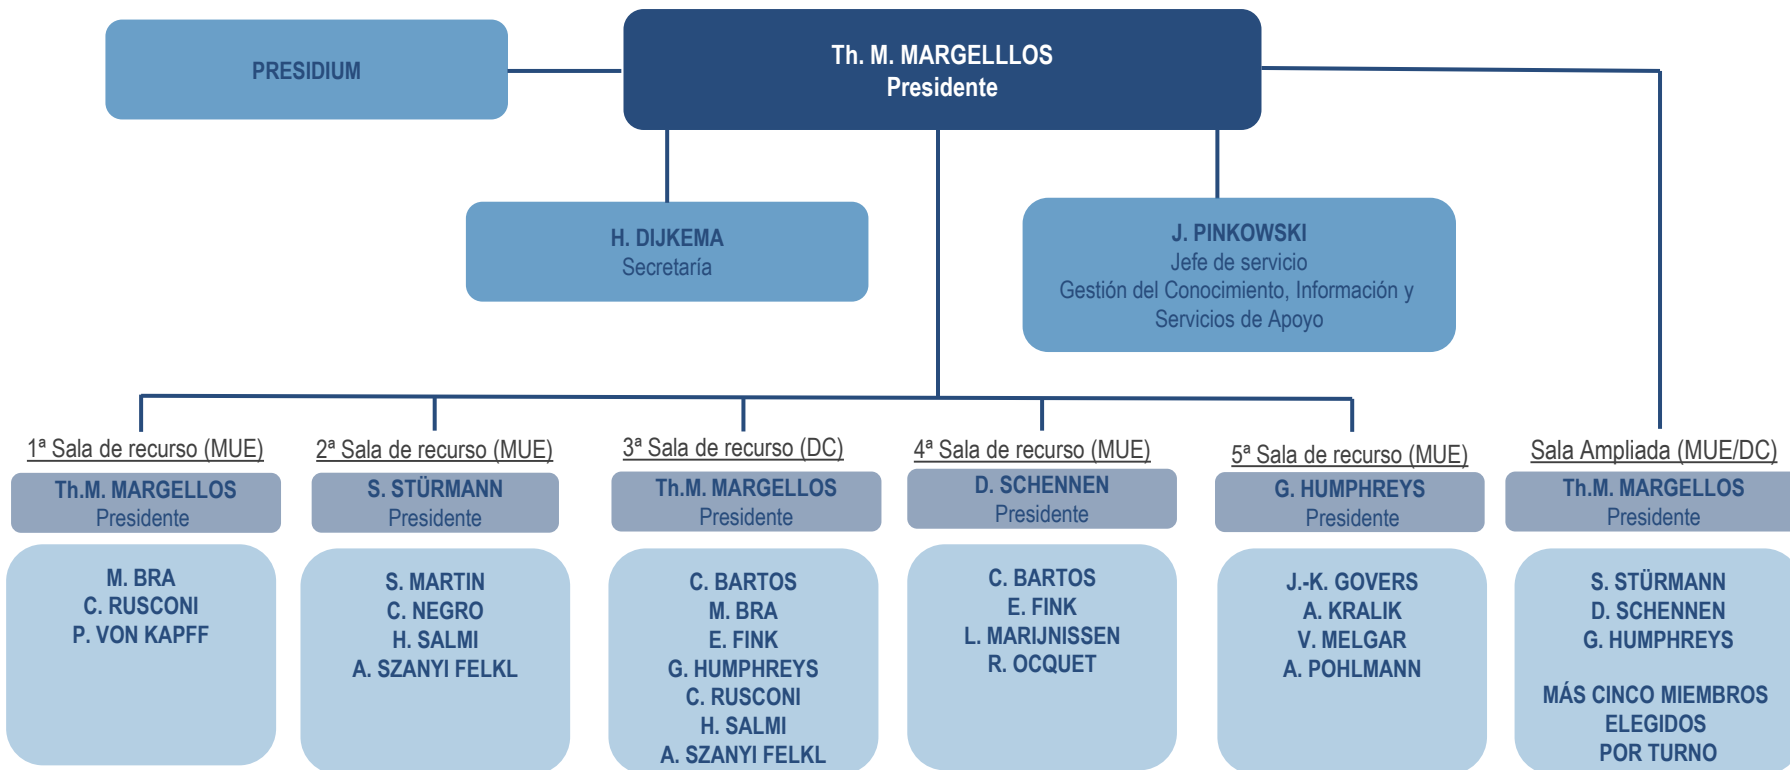 PRESIDIUM
Th. M. MARGELLLOS
Presidente
H. DIJKEMA
Secretaría
J. PINKOWSKI
Jefe de servicio
Gestión del Conocimiento, Información y
Servicios de Apoyo
1ª Sala de recurso (MUE)
Th.M. MARGELLOS
Presidente
M. BRA
C. RUSCONI
P. VON KAPFF
2ª Sala de recurso (MUE)
S. STÜRMANN
Presidente
S. MARTIN
C. NEGRO
H. SALMI
A. SZANYI FELKL
3ª Sala de recurso (DC)
Th.M. MARGELLOS
Presidente
C. BARTOS
M. BRA
E. FINK
G. HUMPHREYS
C. RUSCONI
H. SALMI
A. SZANYI FELKL
4ª Sala de recurso (MUE)
D. SCHENNEN
Presidente
C. BARTOS
E. FINK
L. MARIJNISSEN
R. OCQUET
5ª Sala de recurso (MUE)
G. HUMPHREYS
Presidente
J.-K. GOVERS
A. KRALIK
V. MELGAR
A. POHLMANN
Sala Ampliada (MUE/DC)
Th.M. MARGELLOS
Presidente
S. STÜRMANN
D. SCHENNEN
G. HUMPHREYS
MÁS CINCO MIEMBROS
ELEGIDOS
POR TURNO